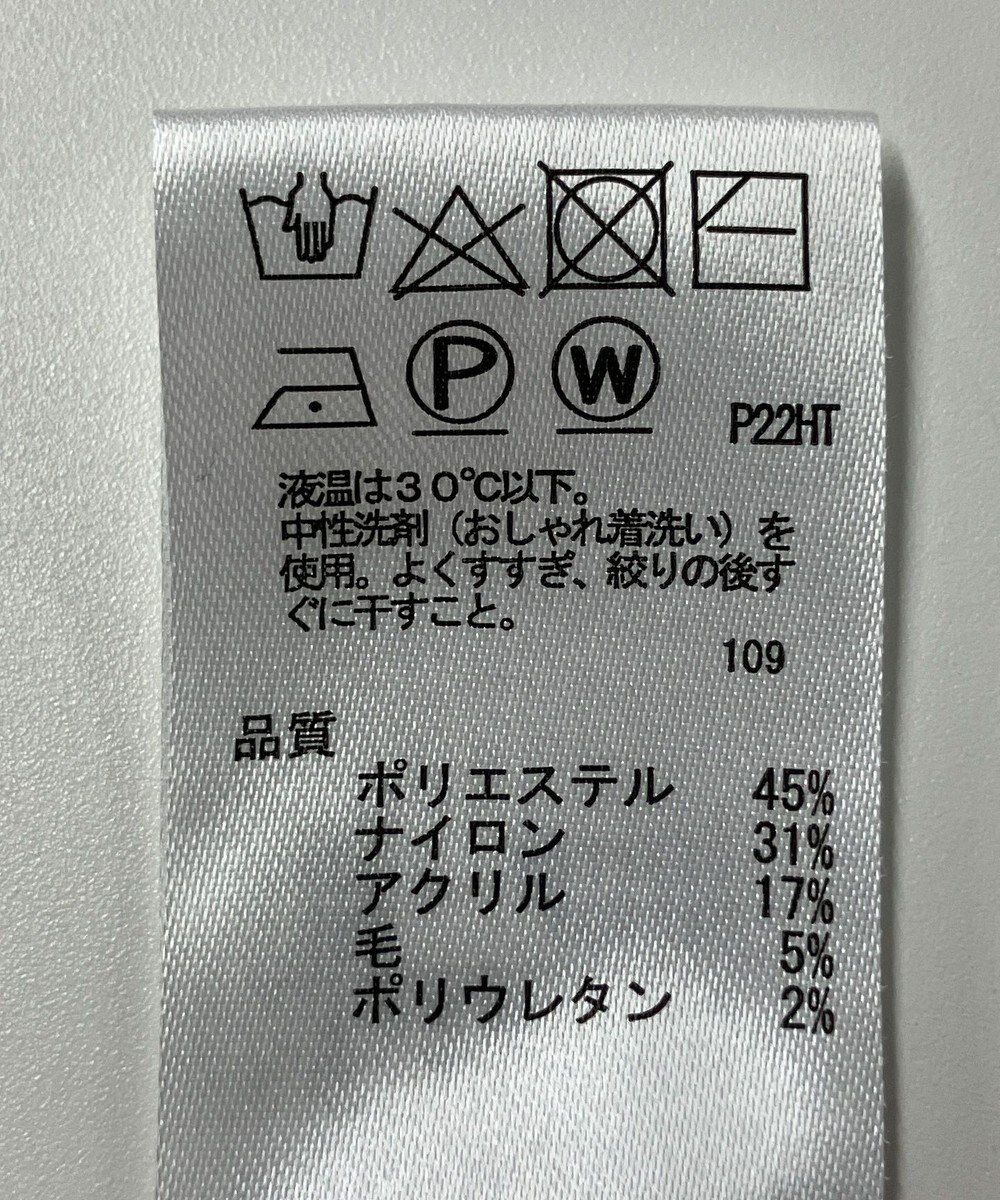 P W P22HT
液温は30℃以下。
中性洗剤（おしゃれ着洗い）を
使用。よくすすぎ、絞りの後す
ぐに干すこと。
109
品質
ポリエステル 45%
ナイロン 31%
アクリル 17%
毛 5%
ポリウレタン 2%